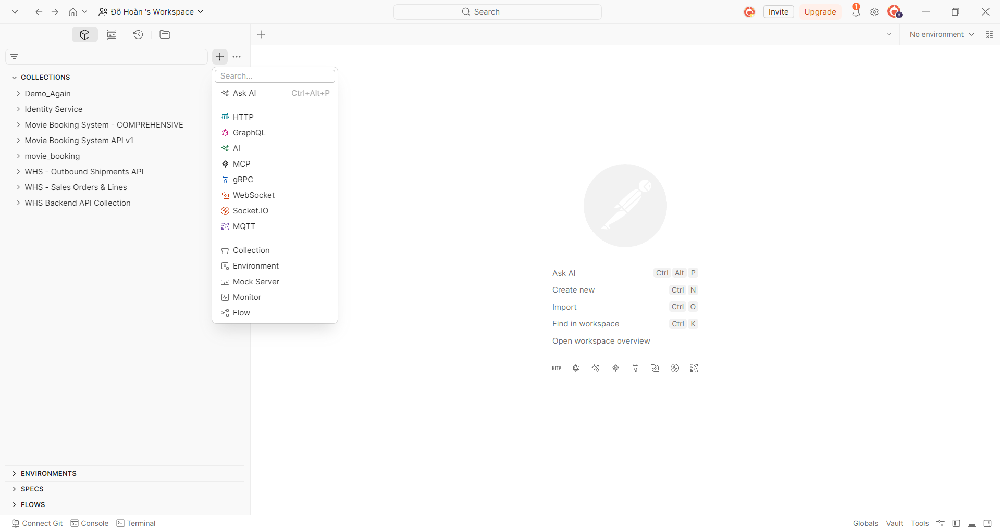 Đỗ Hoàn 's Workspace
Search
1
Invite
Upgrade
H
No environment
COLLECTIONS
Demo_Again
Identity Service
Movie Booking System - COMPREHENSIVE
Movie Booking System API v1
movie_booking
WHS - Outbound Shipments API
WHS - Sales Orders & Lines
WHS Backend API Collection
Search...
Ask AI Ctrl+Alt+P
HTTP HTTP
GraphQL
AI
MCP
g gRPC
WebSocket
Socket.IO
MQTT
Collection
Environment
Mock Server
Monitor
Flow
Ask AI Ctrl Alt P
Create new Ctrl N
Import Ctrl O
Find in workspace Ctrl K
Open workspace overview
HTTP g
ENVIRONMENTS
SPECS
FLOWS
Connect Git Console Terminal
Globals Vault Tools